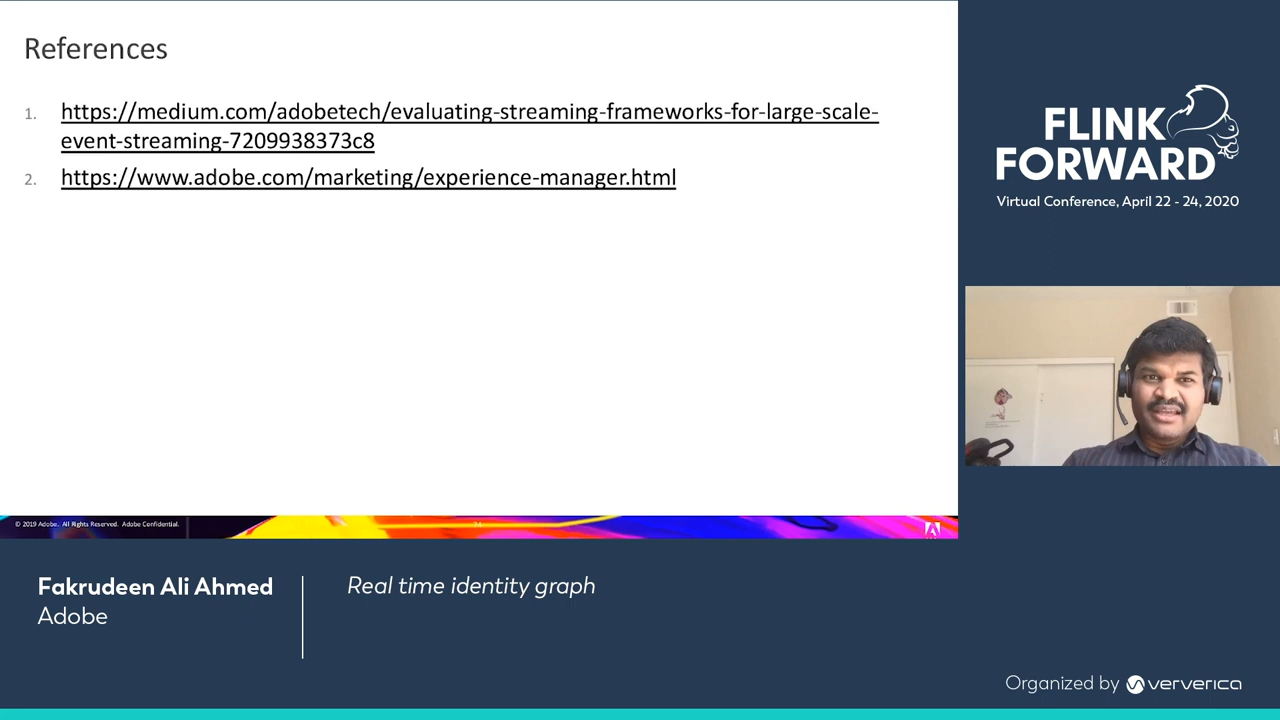 References
1. https://medium.com/adobetech/evaluating-streaming-frameworks-for-large-scale-
event-streaming-7209938373c8
2. https://www.adobe.com/marketing/experience-manager.html
© 2019 Adobe. All Rights Reserved. Adobe Confidential.
FLINK
FORWARD
Virtual Conference, April 22 - 24, 2020
Fakrudeen Ali Ahmed
Adobe
Real time identity graph
Organized by ververica